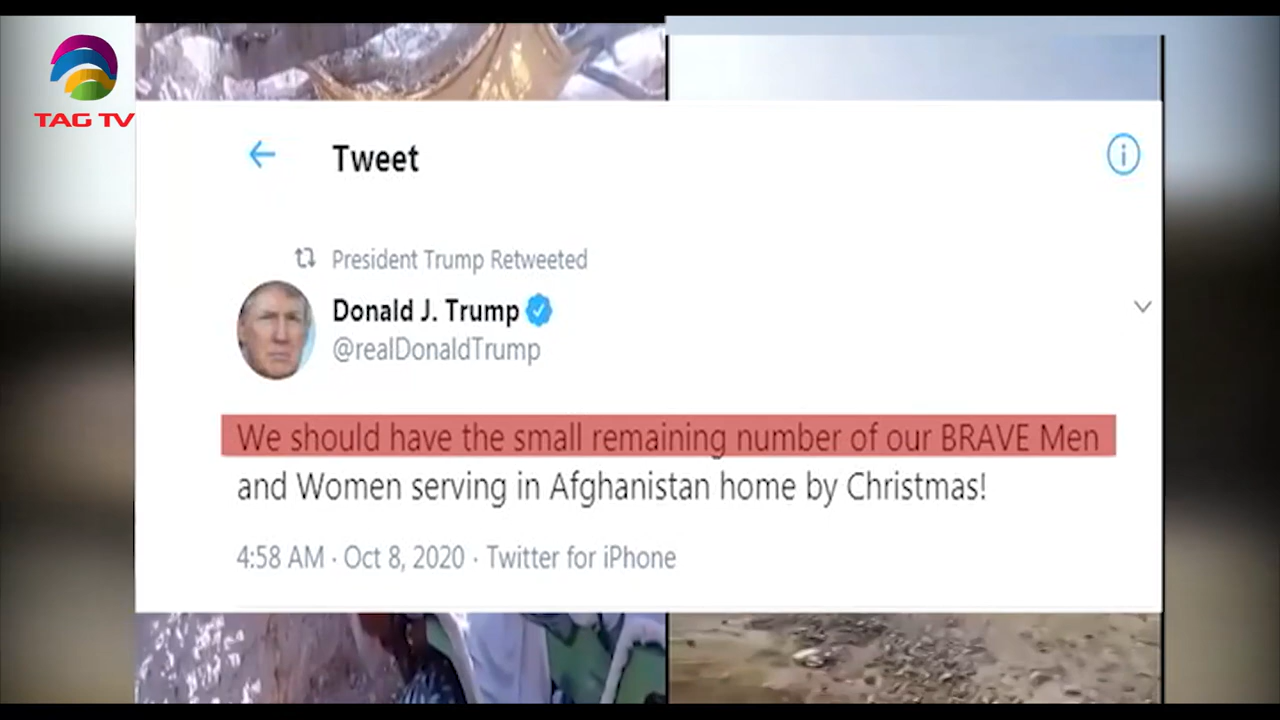 TAG TV
Tweet
President Trump Retweeted
Donald J. Trump
@realDonaldTrump
We should have the small remaining number of our BRAVE Men
and Women serving in Afghanistan home by Christmas!
4:58 AM · Oct 8, 2020 · Twitter for iPhone